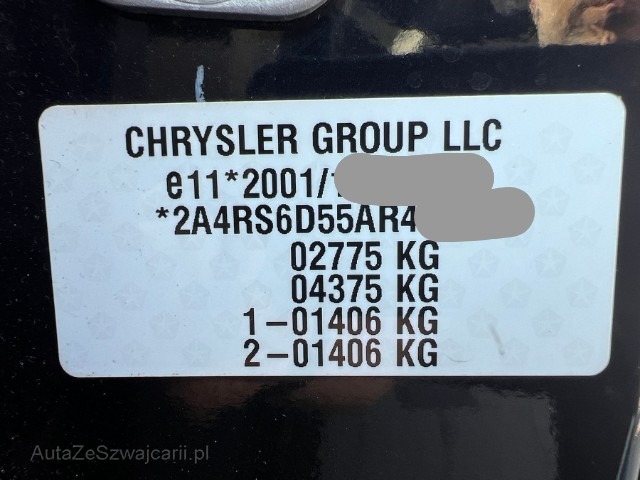 CHRYSLER GROUP LLC
e11*2001/
*2A4RS6D55AR4
02775 KG
04375 KG
1-01406 KG
2-01406 KG
AutaZeSzwajcarii.pl